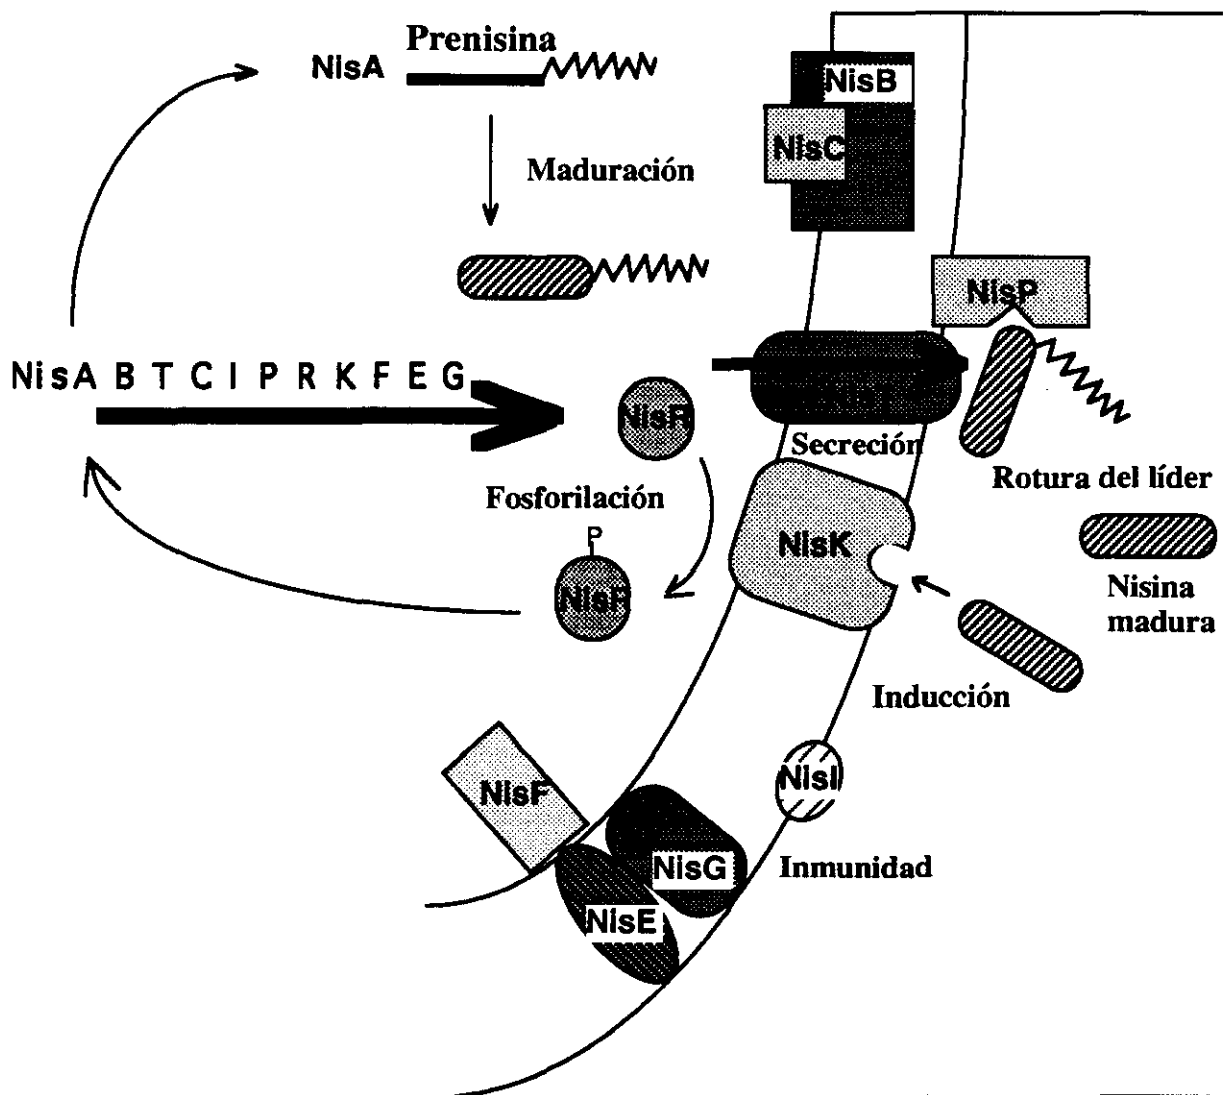 Prenisina
NisA
NisB
NisC
Maduración
NisP
NisA B T C I P R K F E G
NisR
Secreción
Rotura del líder
Fosforilación
P
NisK
NisR
Nisina
madura
Inducción
NisI
NisF
NisG
Inmunidad
NisE